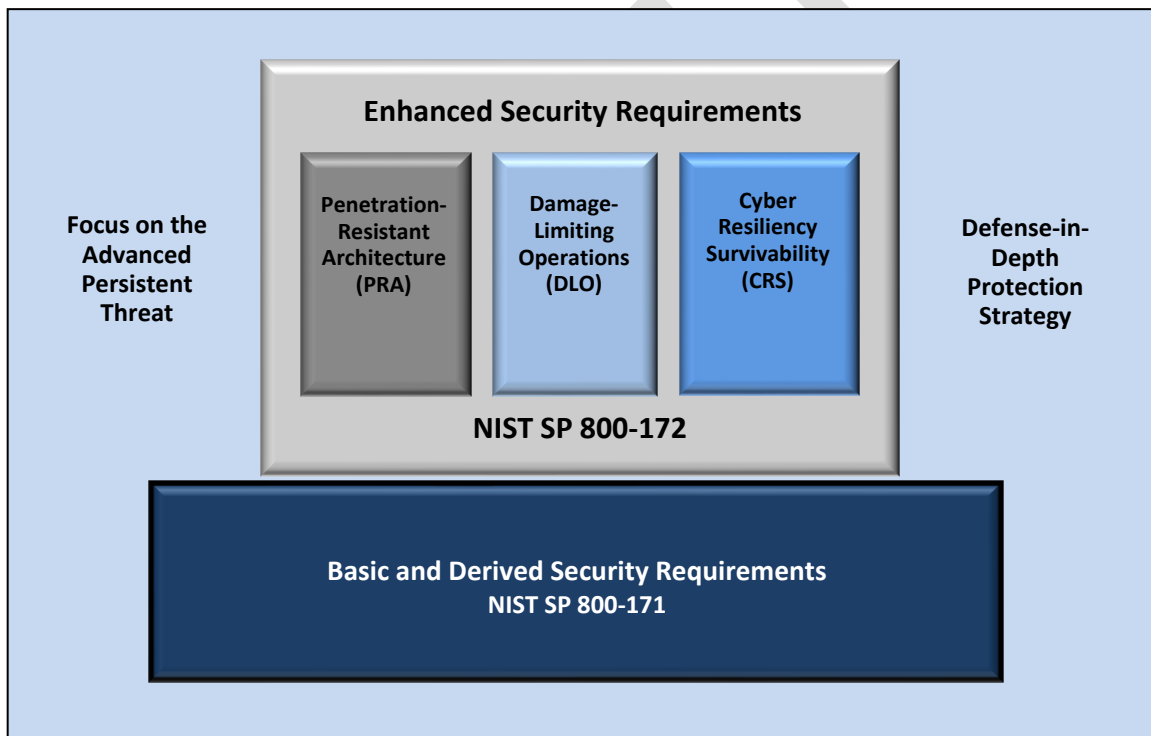 Enhanced Security Requirements
Penetration-
Resistant
Architecture
(PRA)
Damage-
Limiting
Operations
(DLO)
Cyber
Resiliency
Survivability
(CRS)
NIST SP 800-172
Focus on the
Advanced
Persistent
Threat
Defense-in-
Depth
Protection
Strategy
Basic and Derived Security Requirements
NIST SP 800-171